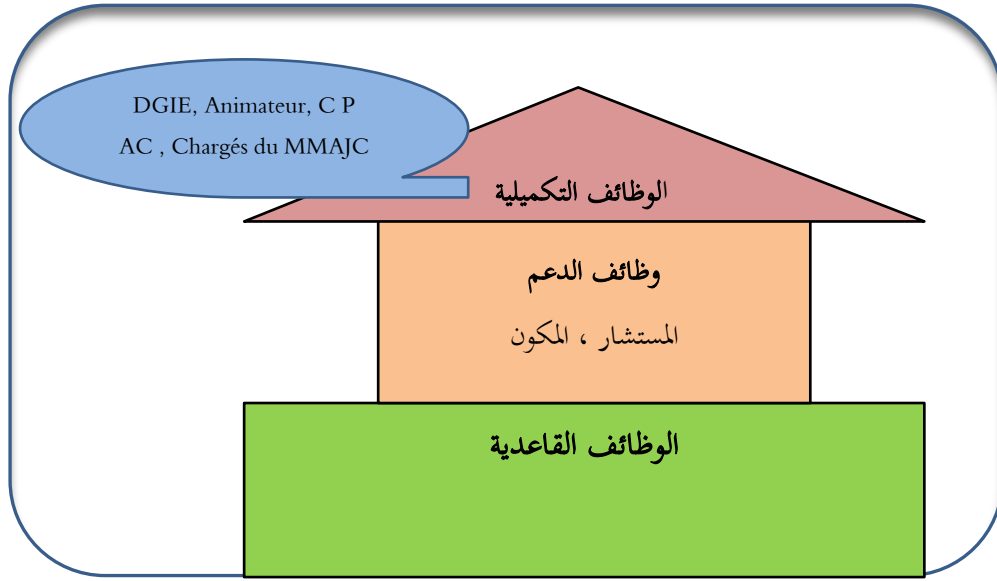 DGIE, Animateur, C P
AC , Chargés du MMAJC
الوظائف التكميلية
وظائف الدعم
المستشار ، المكون
الوظائف القاعدية